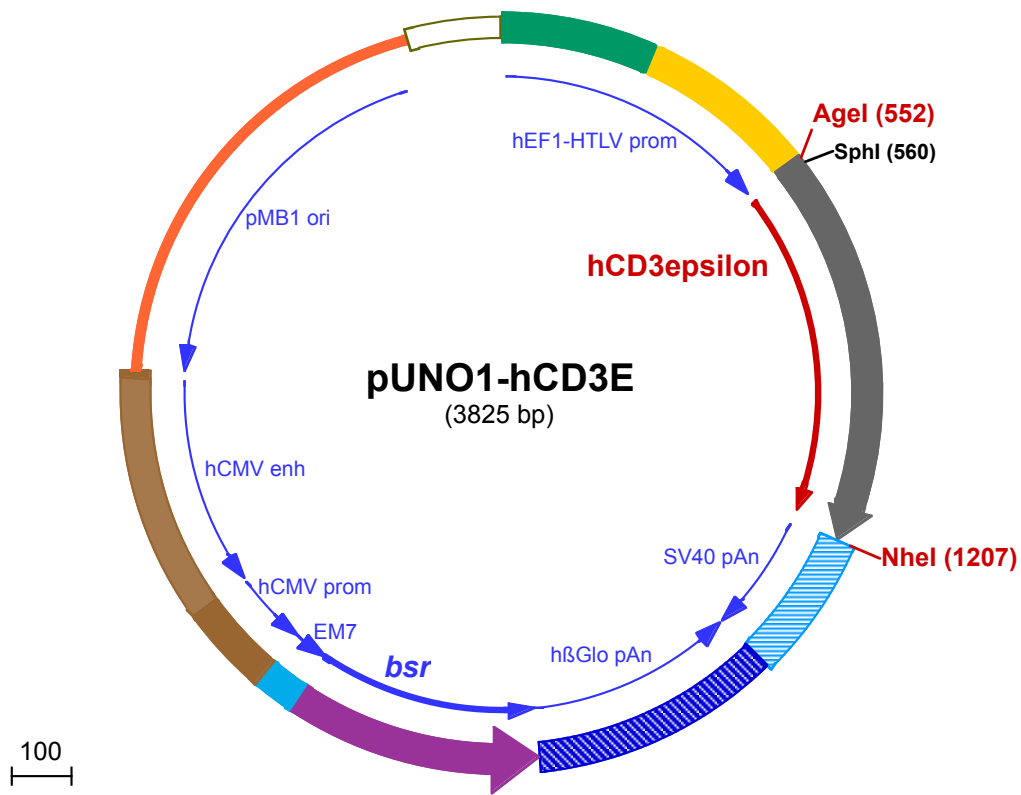 AgeI (552)
hEF1-HTLV prom
SphI (560)
pMB1 ori
hCD3epsilon
pUNO1-hCD3E
(3825 bp)
hCMV enh
SV40 pAn
NheI (1207)
hCMV prom
EM7
hßGlo pAn
bsr
100